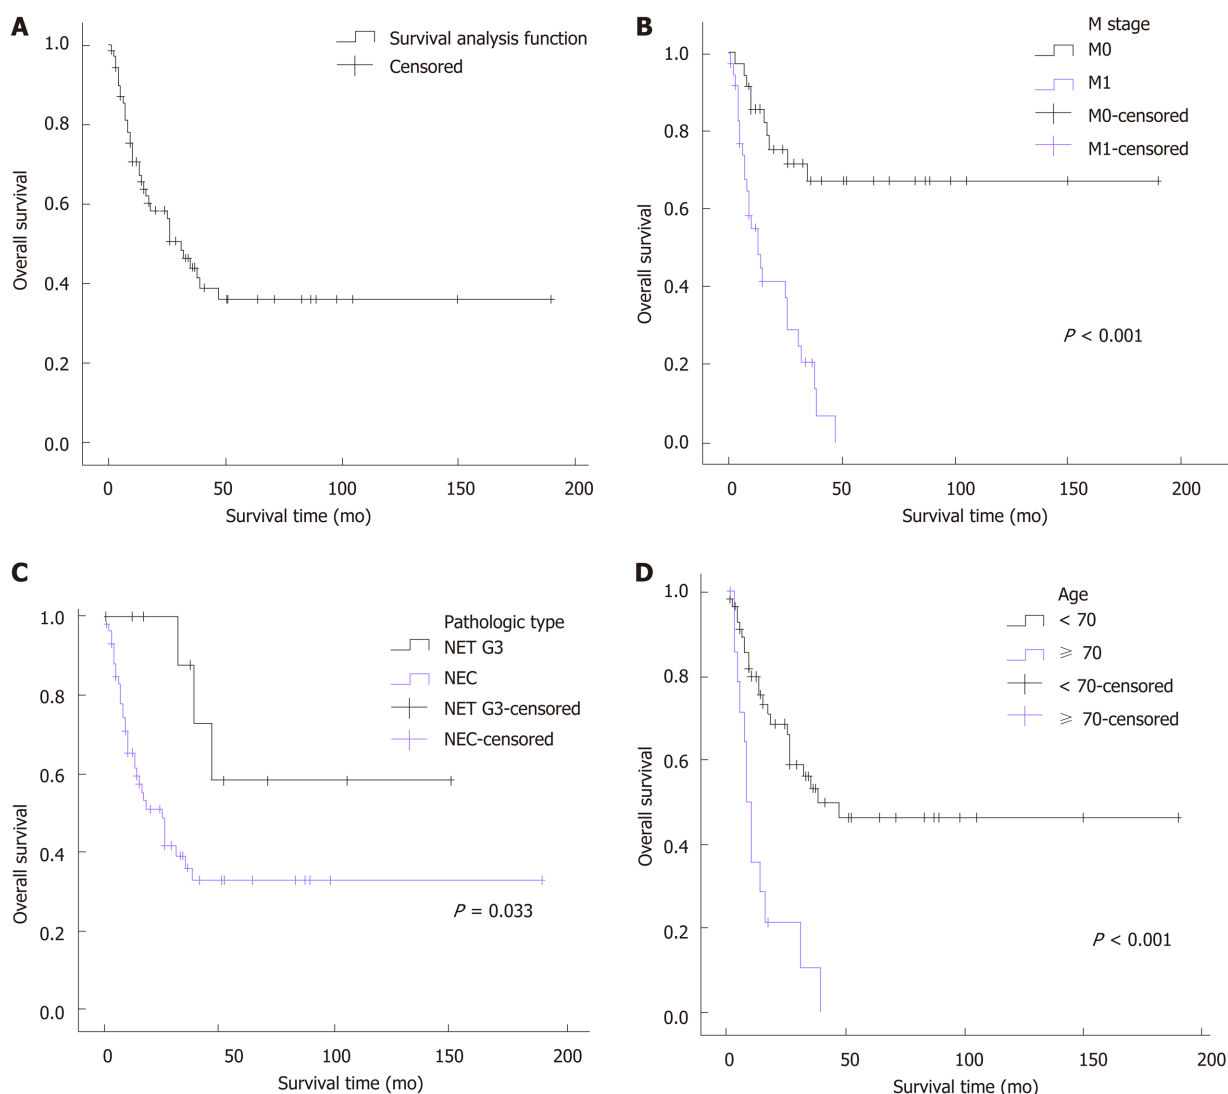 A
Survival analysis function
Censored
Overall survival
1.0
0.8
0.6
0.4
0.2
0.0
0 50 100 150 200
Survival time (mo)
B
M stage
M0
M1
M0-censored
M1-censored
Overall survival
1.0
0.8
0.6
0.4
0.2
0.0
P < 0.001
0 50 100 150 200
Survival time (mo)
C
Pathologic type
NET G3
NEC
NET G3-censored
NEC-censored
Overall survival
1.0
0.8
0.6
0.4
0.2
0.0
P = 0.033
0 50 100 150 200
Survival time (mo)
D
Age
< 70
⩾ 70
< 70-censored
⩾ 70-censored
Overall survival
1.0
0.8
0.6
0.4
0.2
0.0
P < 0.001
0 50 100 150 200
Survival time (mo)